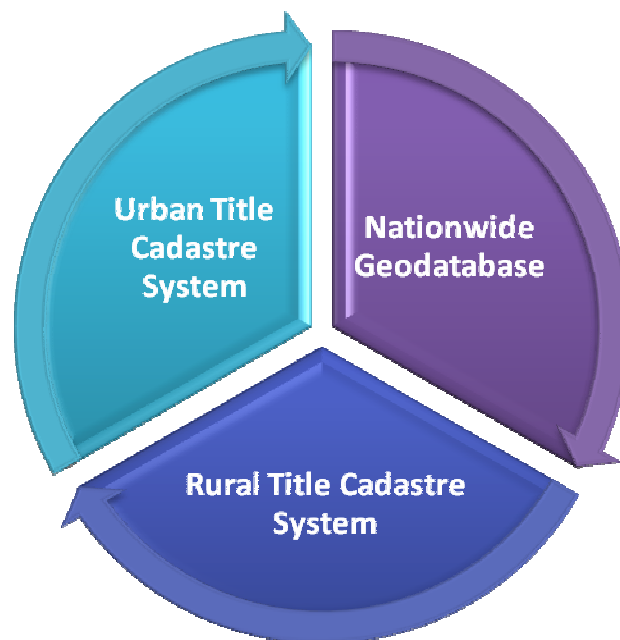 Urban Title
Cadastre
System
Nationwide
Geodatabase
Rural Title Cadastre
System